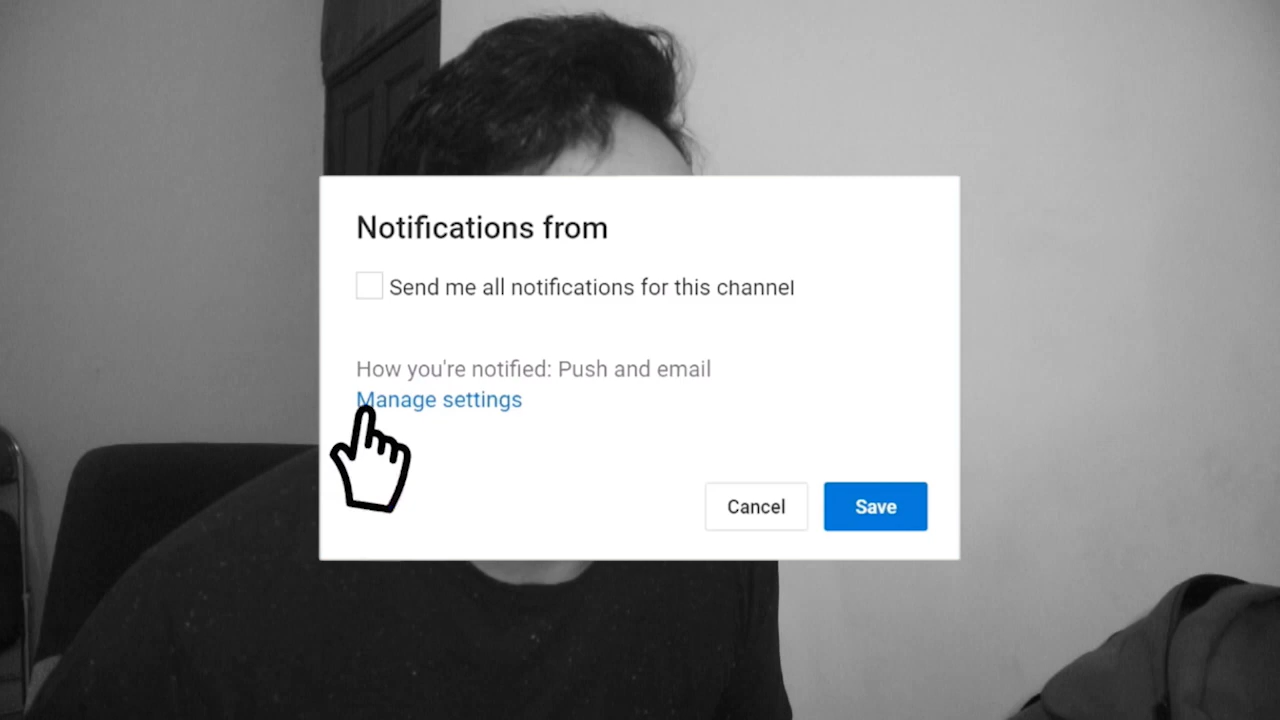 Notifications from
Send me all notifications for this channel
How you're notified: Push and email
Manage settings
Cancel
Save